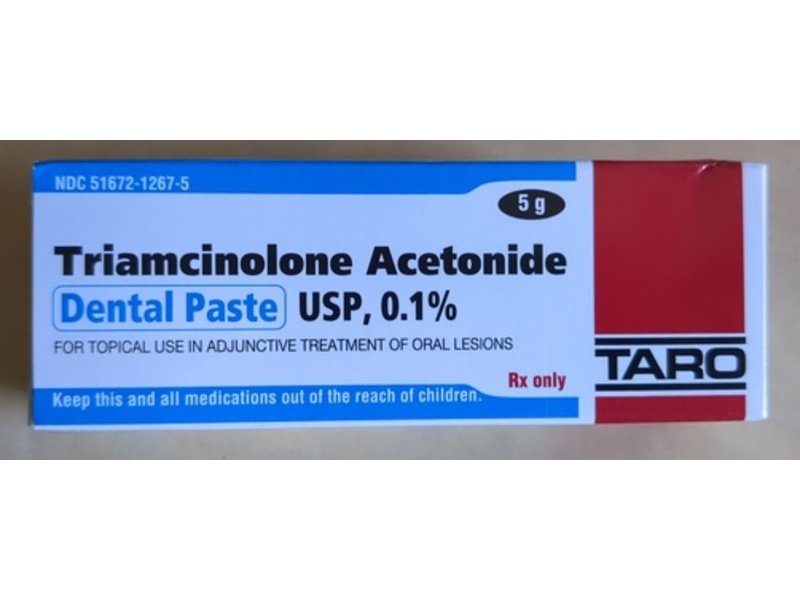 NDC 51672-1267-5
5 g
Triamcinolone Acetonide
Dental Paste USP, 0.1%
FOR TOPICAL USE IN ADJUNCTIVE TREATMENT OF ORAL LESIONS
TARO
Rx only
Keep this and all medications out of the reach of children.